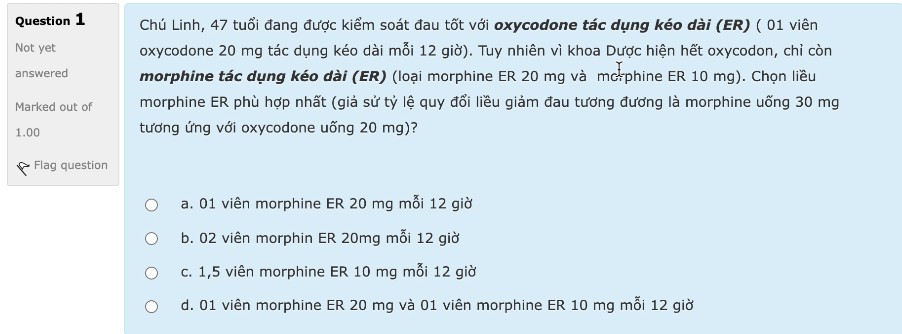 Question 1
Not yet
answered
Marked out of
1.00
Flag question
Chú Linh, 47 tuổi đang được kiểm soát đau tốt với oxycodone tác dụng kéo dài (ER) ( 01 viên
oxycodone 20 mg tác dụng kéo dài mỗi 12 giờ). Tuy nhiên vì khoa Dược hiện hết oxycodon, chỉ còn
morphine tác dụng kéo dài (ER) (loại morphine ER 20 mg và morphine ER 10 mg). Chọn liều
morphine ER phù hợp nhất (giả sử tỷ lệ quy đổi liều giảm đau tương đương là morphine uống 30 mg
tương ứng với oxycodone uống 20 mg)?
a. 01 viên morphine ER 20 mg mỗi 12 giờ
b. 02 viên morphin ER 20mg mỗi 12 giờ
c. 1,5 viên morphine ER 10 mg mỗi 12 giờ
d. 01 viên morphine ER 20 mg và 01 viên morphine ER 10 mg mỗi 12 giờ